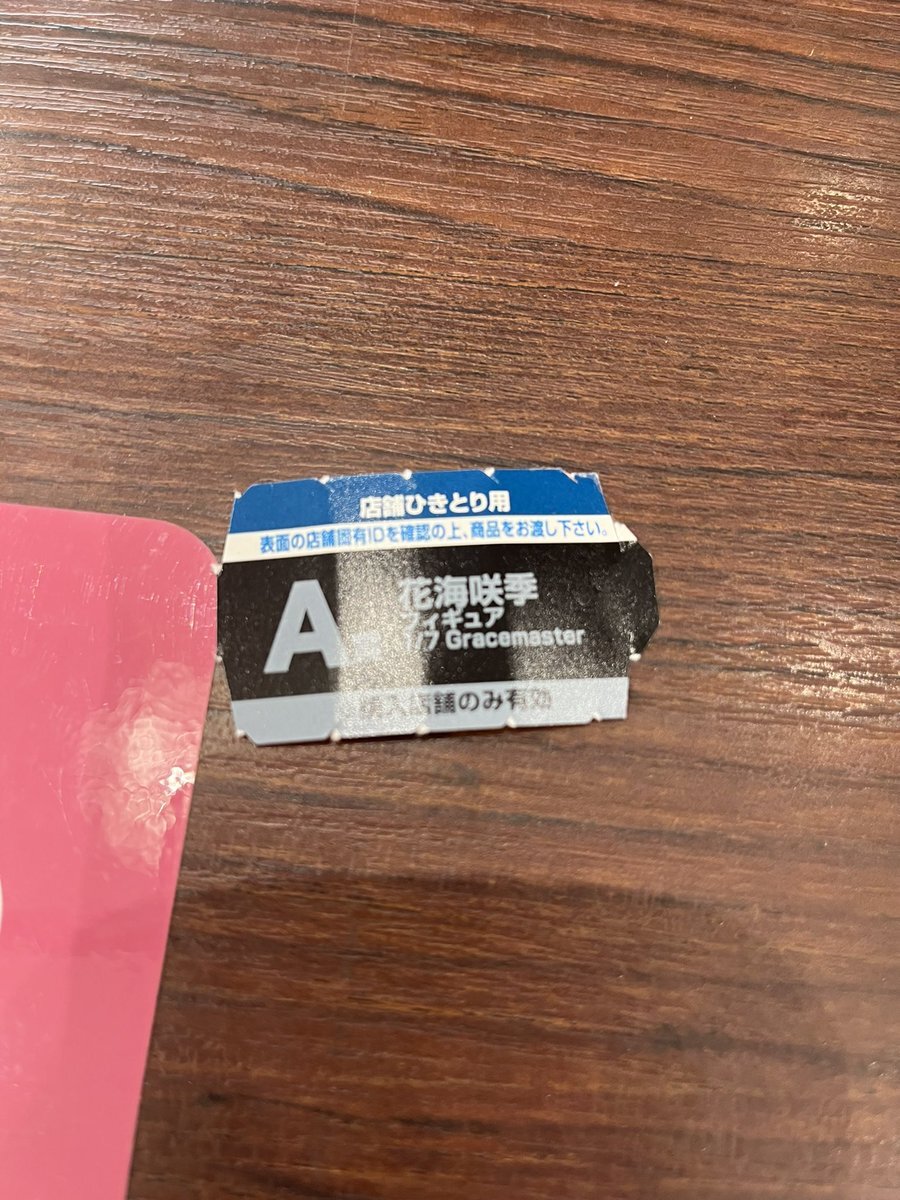 店舗ひきとり用
表面の店舗固有IDを確認の上、商品をお渡し下さい。
A賞
花海咲季
フィギュア
1/7 Gracemaster
購入店舗のみ有効